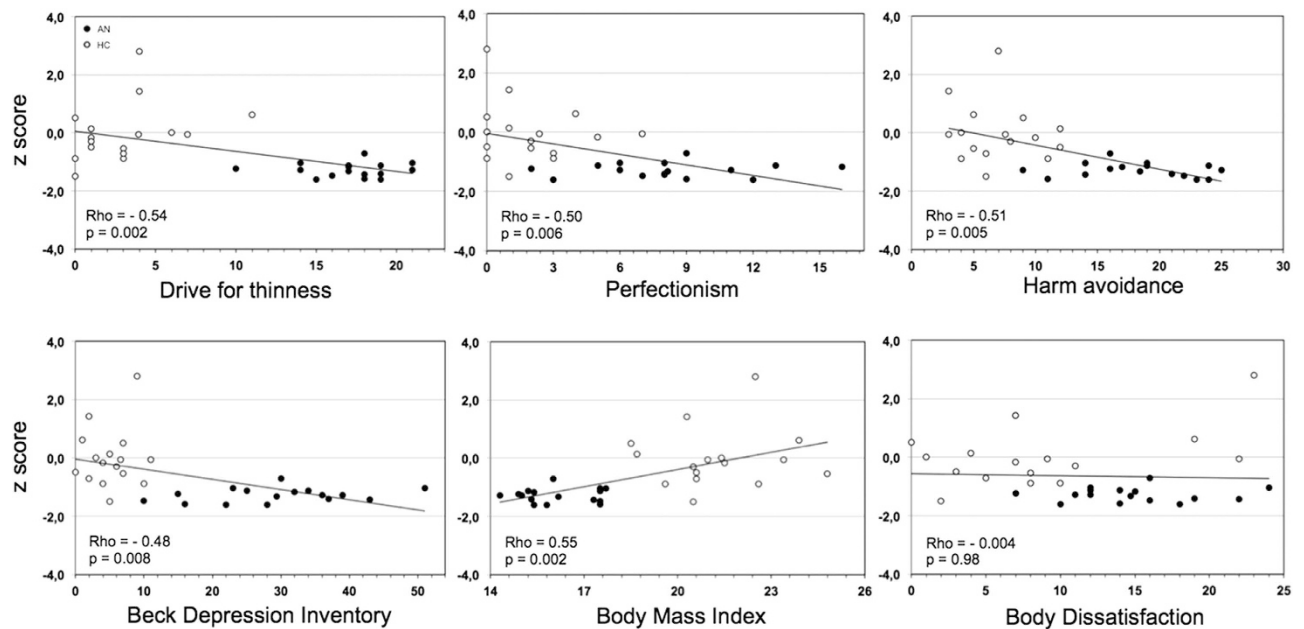 4,0
2,0
0,0
-2,0
-4,0
z score
AN
HC
Rho = - 0.54
p = 0.002
0 5 10 15 20
Drive for thinness
4,0
2,0
0,0
-2,0
-4,0
Rho = - 0.50
p = 0.006
0 3 6 9 12 15
Perfectionism
4,0
2,0
0,0
-2,0
-4,0
Rho = - 0.51
p = 0.005
0 5 10 15 20 25 30
Harm avoidance
4,0
2,0
0,0
-2,0
-4,0
z score
Rho = - 0.48
p = 0.008
0 10 20 30 40 50
Beck Depression Inventory
4,0
2,0
0,0
-2,0
-4,0
Rho = 0.55
p = 0.002
14 16 18 20 22 24 26
Body Mass Index
4,0
2,0
0,0
-2,0
-4,0
Rho = - 0.004
p = 0.98
0 5 10 15 20 25
Body Dissatisfaction